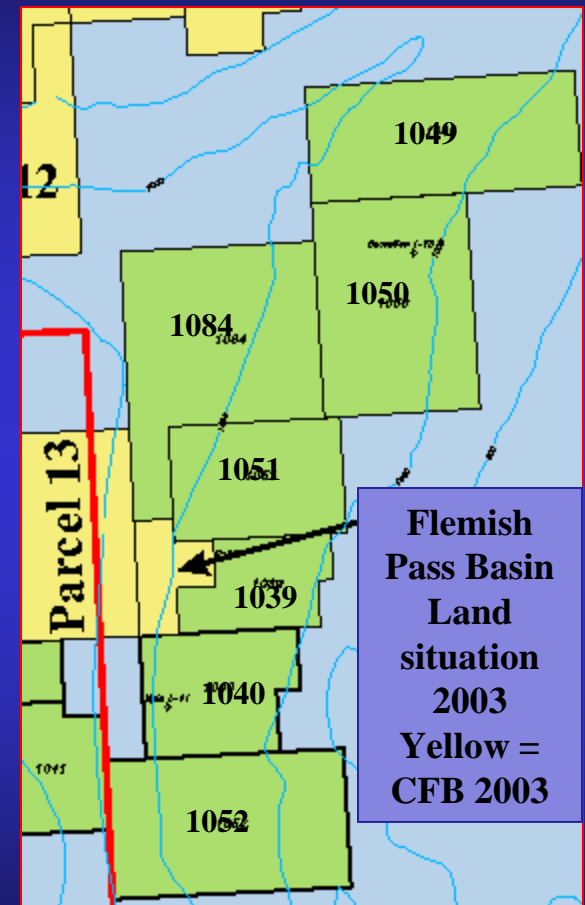 1049
12
1050
1084
1084
1051
Parcel 13
1039
1040
1041
1052
Flemish
Pass Basin
Land
situation
2003
Yellow =
CFB 2003